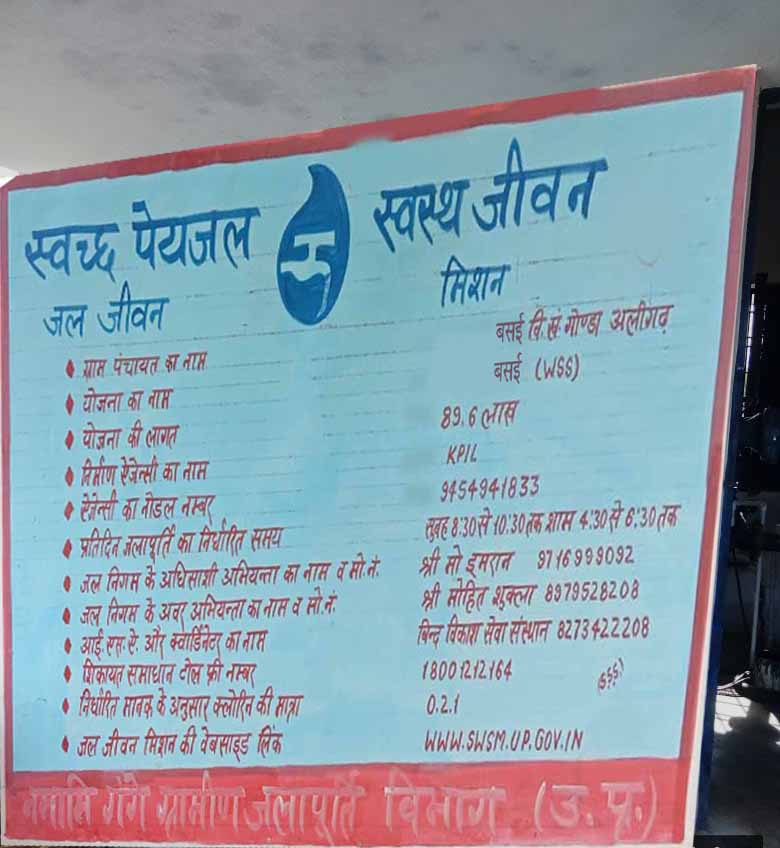 स्वच्छ पेयजल स्वस्थ जीवन
जल जीवन मिशन
ग्राम पंचायत का नाम बसई वि.खं. गोण्डा अलीगढ़
योजना का नाम बसई (WSS)
योजना की लागत 89.6 लाख
निर्माण ऐजेन्सी का नाम KPIL
ऐजेन्सी का नोडल नम्बर 9454941833
प्रतिदिन जलापूर्ति का निर्धारित समय सुबह 8:30 से 10:30 तक शाम 4:30 से 6:30 तक
जल निगम के अधिसाशी अभियन्ता का नाम व मो.नं. श्री मो इमरान 9716999092
जल निगम के अवर अभियन्ता का नाम व मो.नं. श्री मोहित शुक्ला 8979528208
आई.एस.ऐ. और क्वार्डिनेटर का नाम बिन्द विकाश सेवा संस्थान 8273422208
शिकायत समाधान टोल फ्री नम्बर 18001212164
निर्धारित मानक के अनुसार क्लोरिन की मात्रा 0.2.1
जल जीवन मिशन की वेबसाइड लिंक WWW.SWSM.UP.GOV.IN
नमामि गंगे ग्रामीण जलापूर्ति विभाग (उ.प्र.)